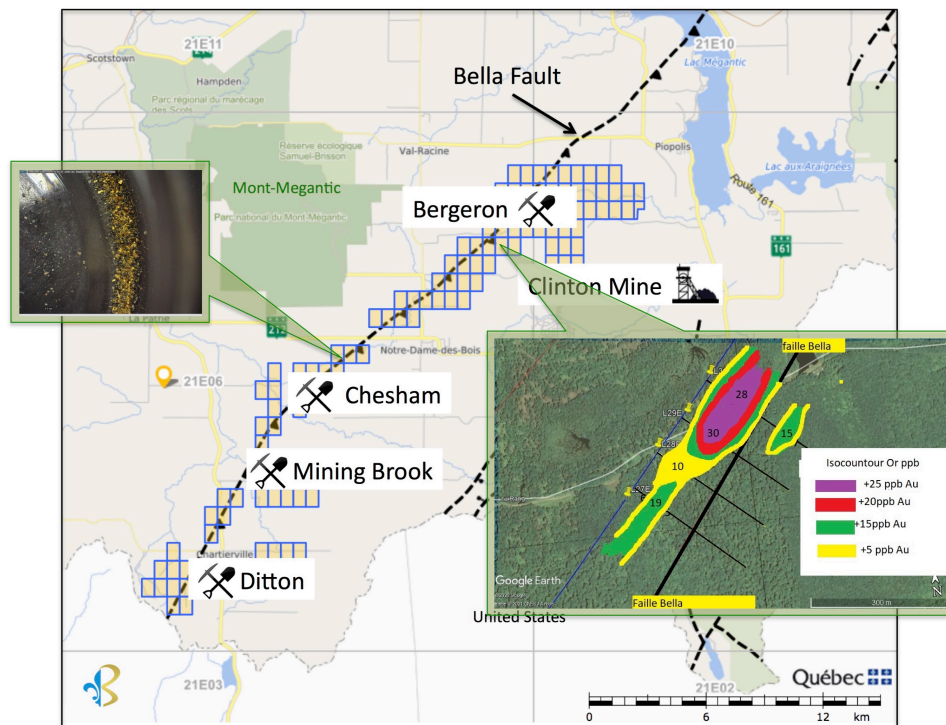 21E11
21E10
Scotstown
Hampden
Lac Mégantic
Parc régional du marécage
des Scots
Bella Fault
Réserve écologique
Samuel-Brisson
Val-Racine
Piopolis
Lac aux Araignées
Mont-Megantic
Route 161
Parc national du Mont-Mégantic
Bergeron
161
Clinton Mine
La Patrie
212
Notre-Dame-des-Bois
faille Bella
21E06
28
L29E
30
15
Chesham
L28E
10
Isocountour Or ppb
+25 ppb Au
+20ppb Au
+15ppb Au
+5 ppb Au
L27E
19
Mining Brook
Chartierville
Google Earth
N
Ditton
Faille Bella
300 m
United States
Québec
21E03
21E02
0
6
12
km